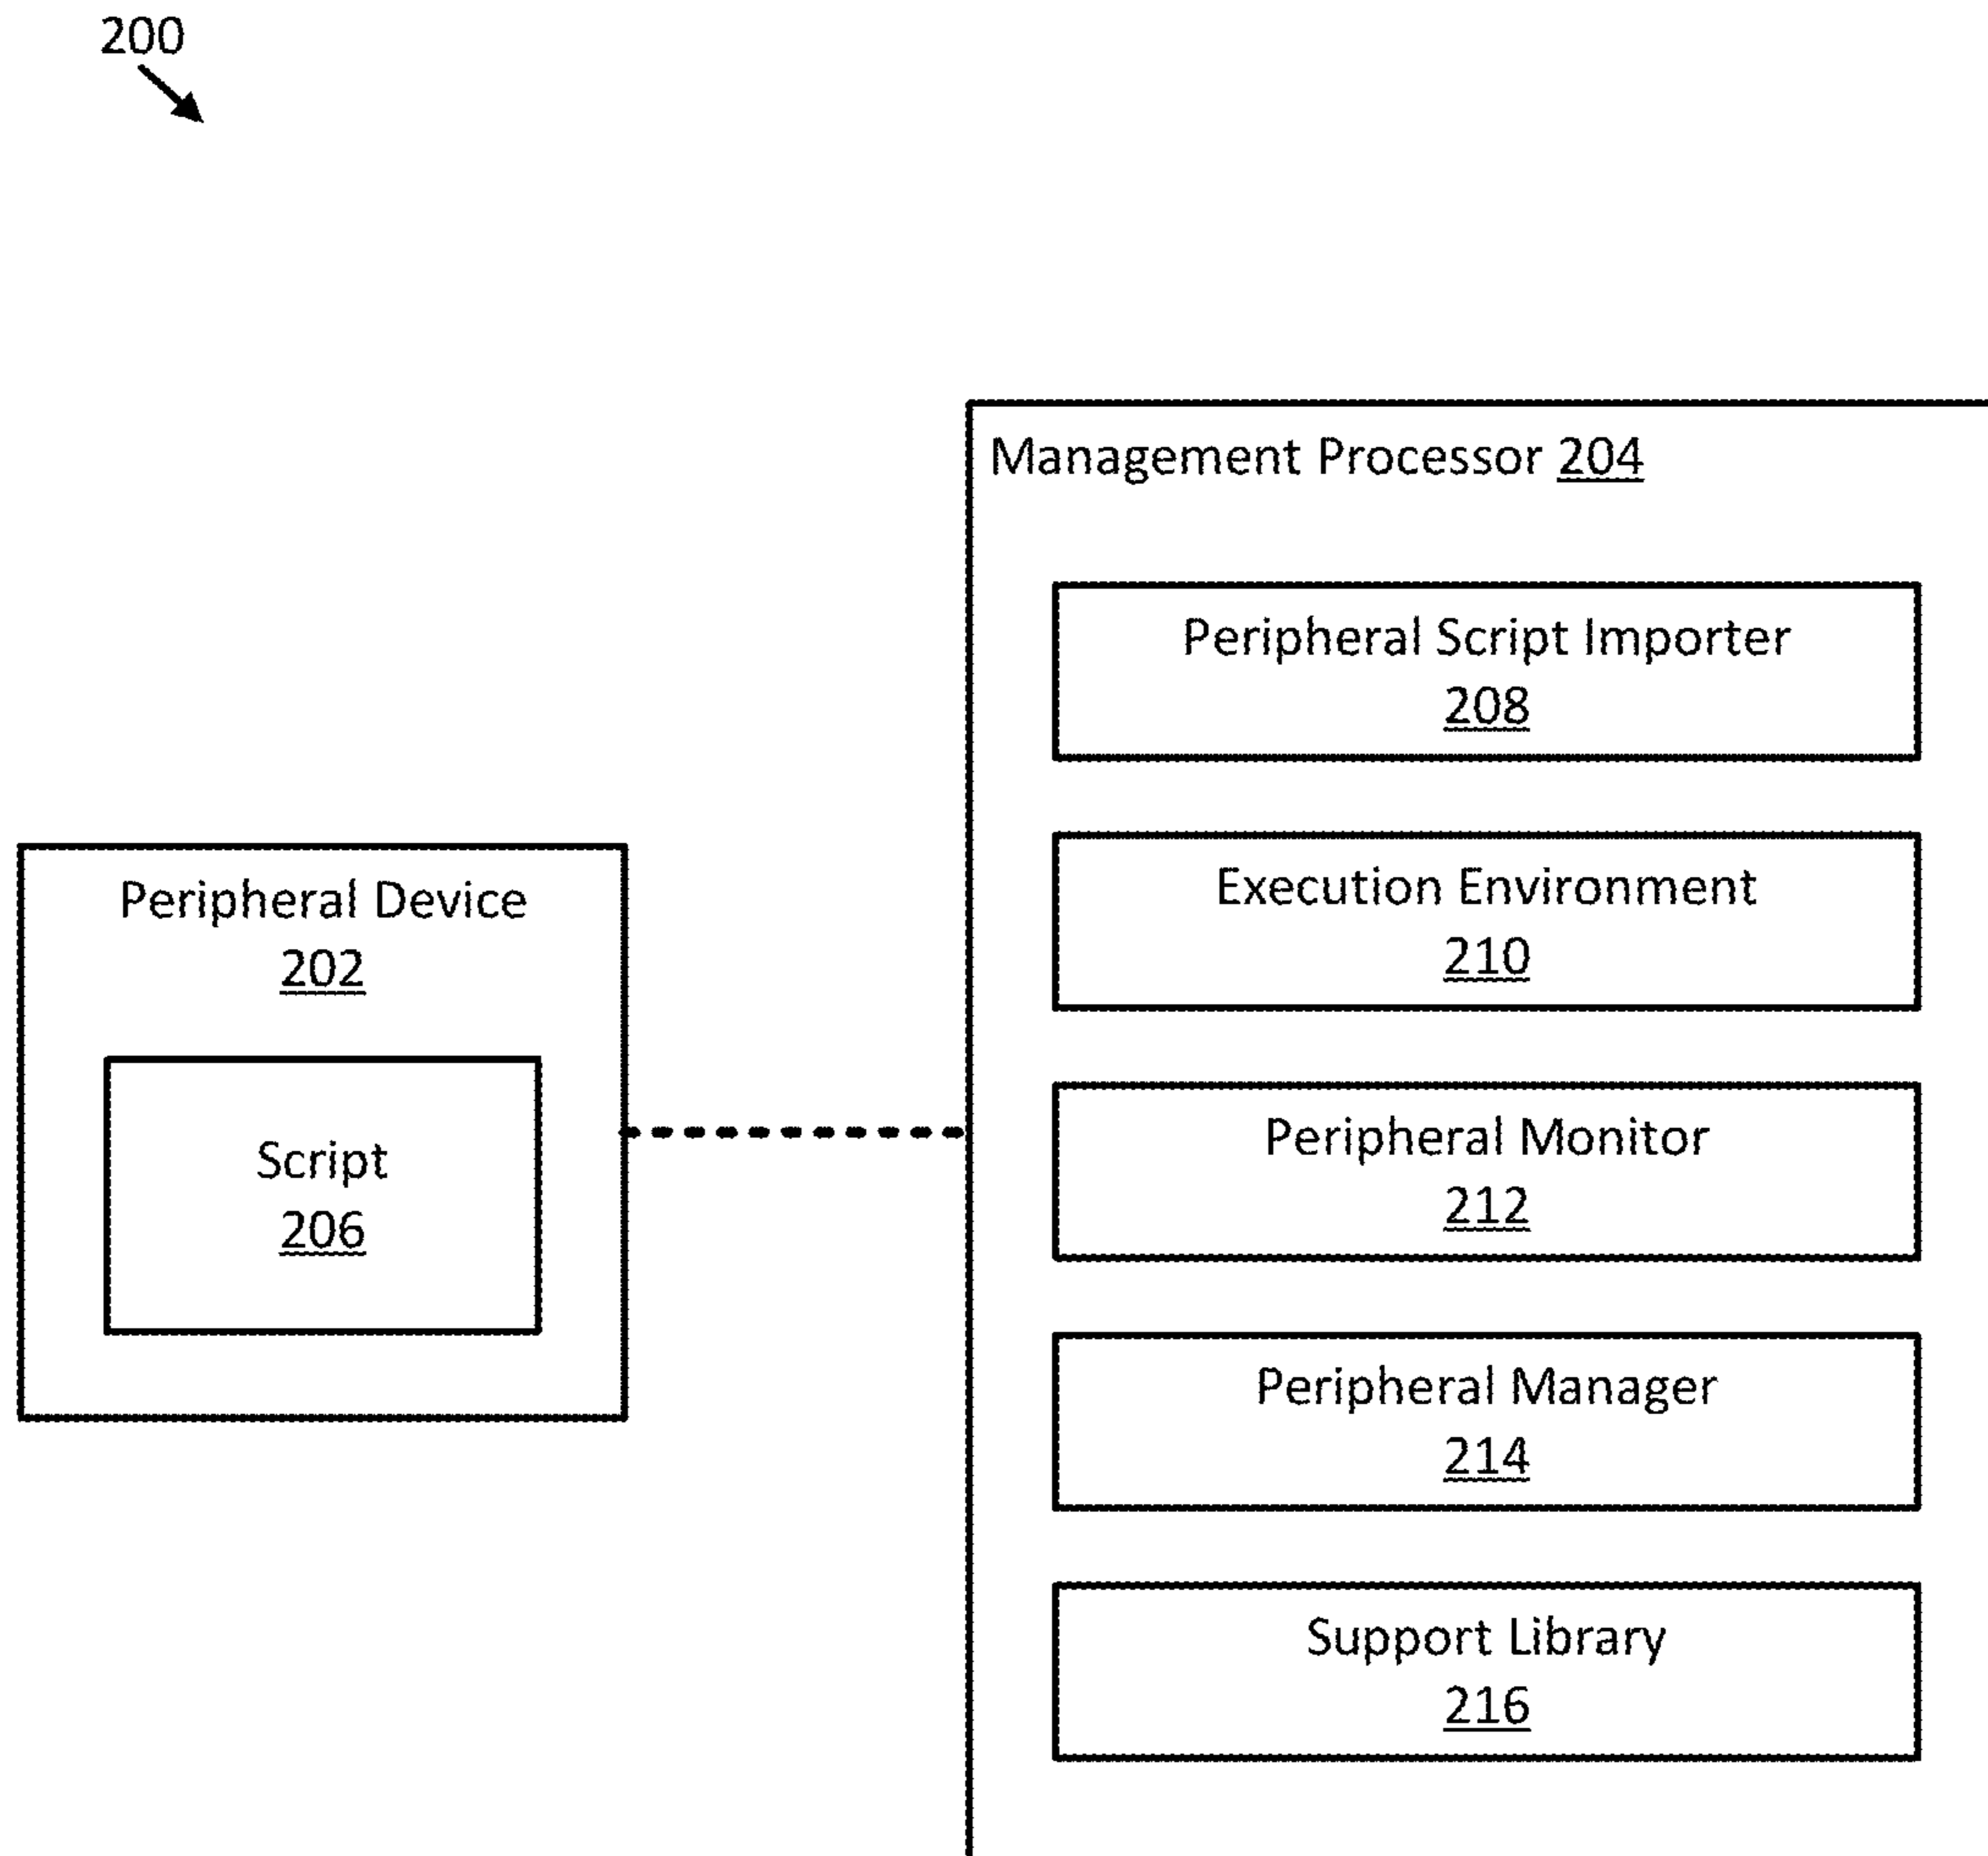 200
Management Processor 204
Peripheral Script Importer
208
Execution Environment
210
Peripheral Device
202
Script
206
Peripheral Monitor
212
Peripheral Manager
214
Support Library
216